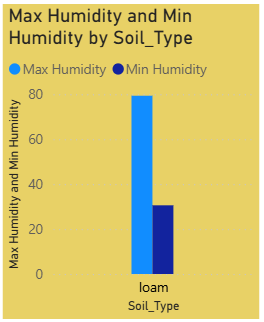 Max Humidity and Min
Humidity by Soil_Type
Max Humidity Min Humidity
Max Humidity and Min Humidity
80
60
40
20
0
loam
Soil_Type